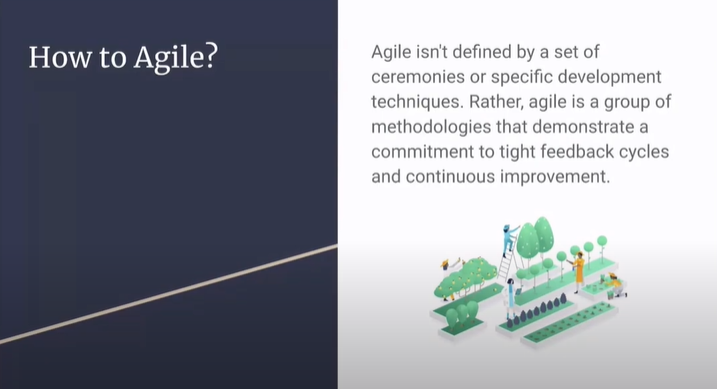 How to Agile?
Agile isn't defined by a set of
ceremonies or specific development
techniques. Rather, agile is a group of
methodologies that demonstrate a
commitment to tight feedback cycles
and continuous improvement.